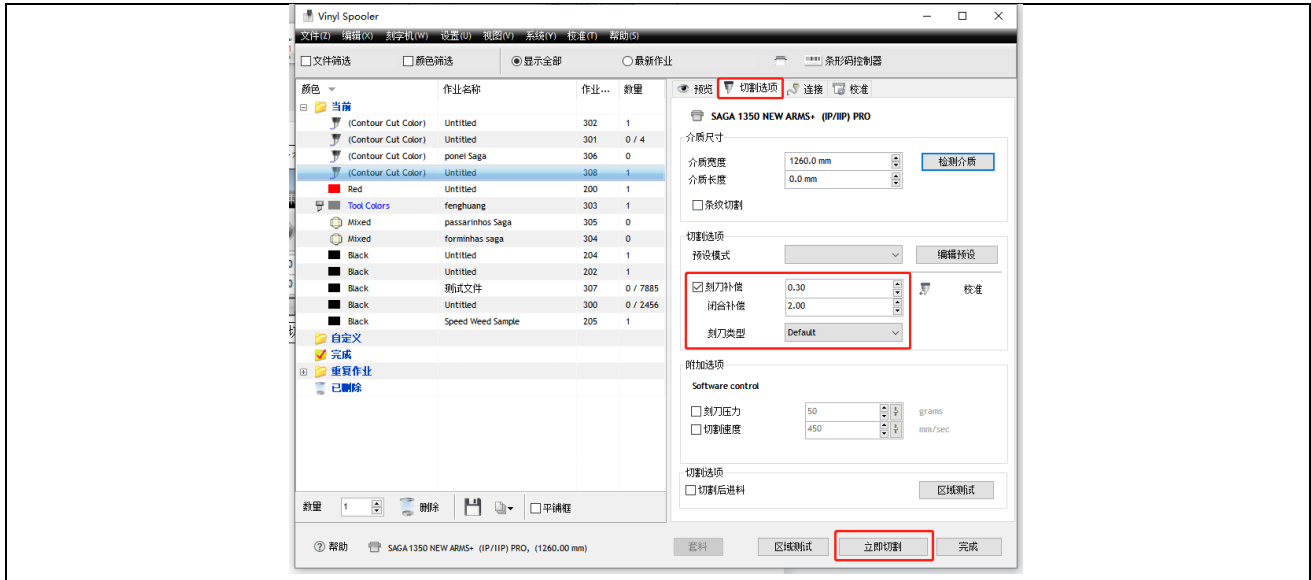 Vinyl Spooler
文件(Z) 编辑(X) 刻字机(W) 设置(U) 视图(V) 系统(Y) 校准(T) 帮助(S)
文件筛选 颜色筛选 显示全部 最新作业 条形码控制器
颜色 作业名称 作业... 数量
当前
(Contour Cut Color) Untitled 302 1
(Contour Cut Color) Untitled 301 0 / 4
(Contour Cut Color) ponei Saga 306 0
(Contour Cut Color) Untitled 308 1
Red Untitled 200 1
Tool Colors fenghuang 303 1
Mixed passarinhos Saga 305 0
Mixed forminhas saga 304 0
Black Untitled 204 1
Black Untitled 202 1
Black 测试文件 307 0 / 7885
Black Untitled 300 0 / 2456
Black Speed Weed Sample 205 1
自定义
完成
重复作业
已删除
数量 1 删除 平铺框
预览 切割选项 连接 校准
SAGA 1350 NEW ARMS+ (IP/IIP) PRO
介质尺寸
介质宽度 1260.0 mm 检测介质
介质长度 0.0 mm
条纹切割
切割选项
预设模式 编辑预设
刻刀补偿 0.30 校准
闭合补偿 2.00
刻刀类型 Default
附加选项
Software control
刻刀压力 50 grams
切割速度 450 mm/sec
切割选项
切割后进料 区域测试
帮助 SAGA 1350 NEW ARMS+ (IP/IIP) PRO, (1260.00 mm) 套料 区域测试 立即切割 完成